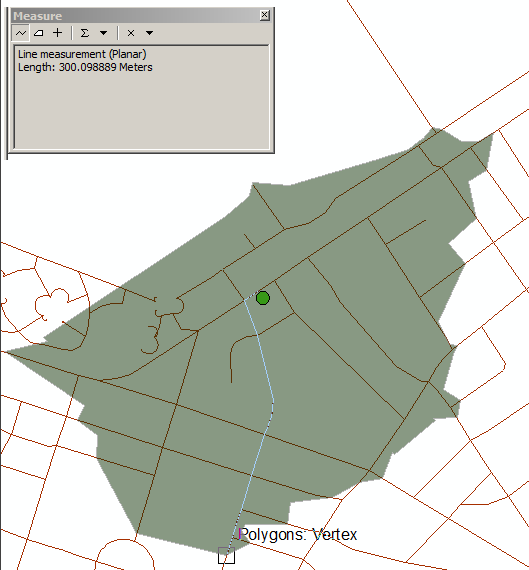 Measure
Line measurement (Planar)
Length: 300.098889 Meters
Polygons: Vertex